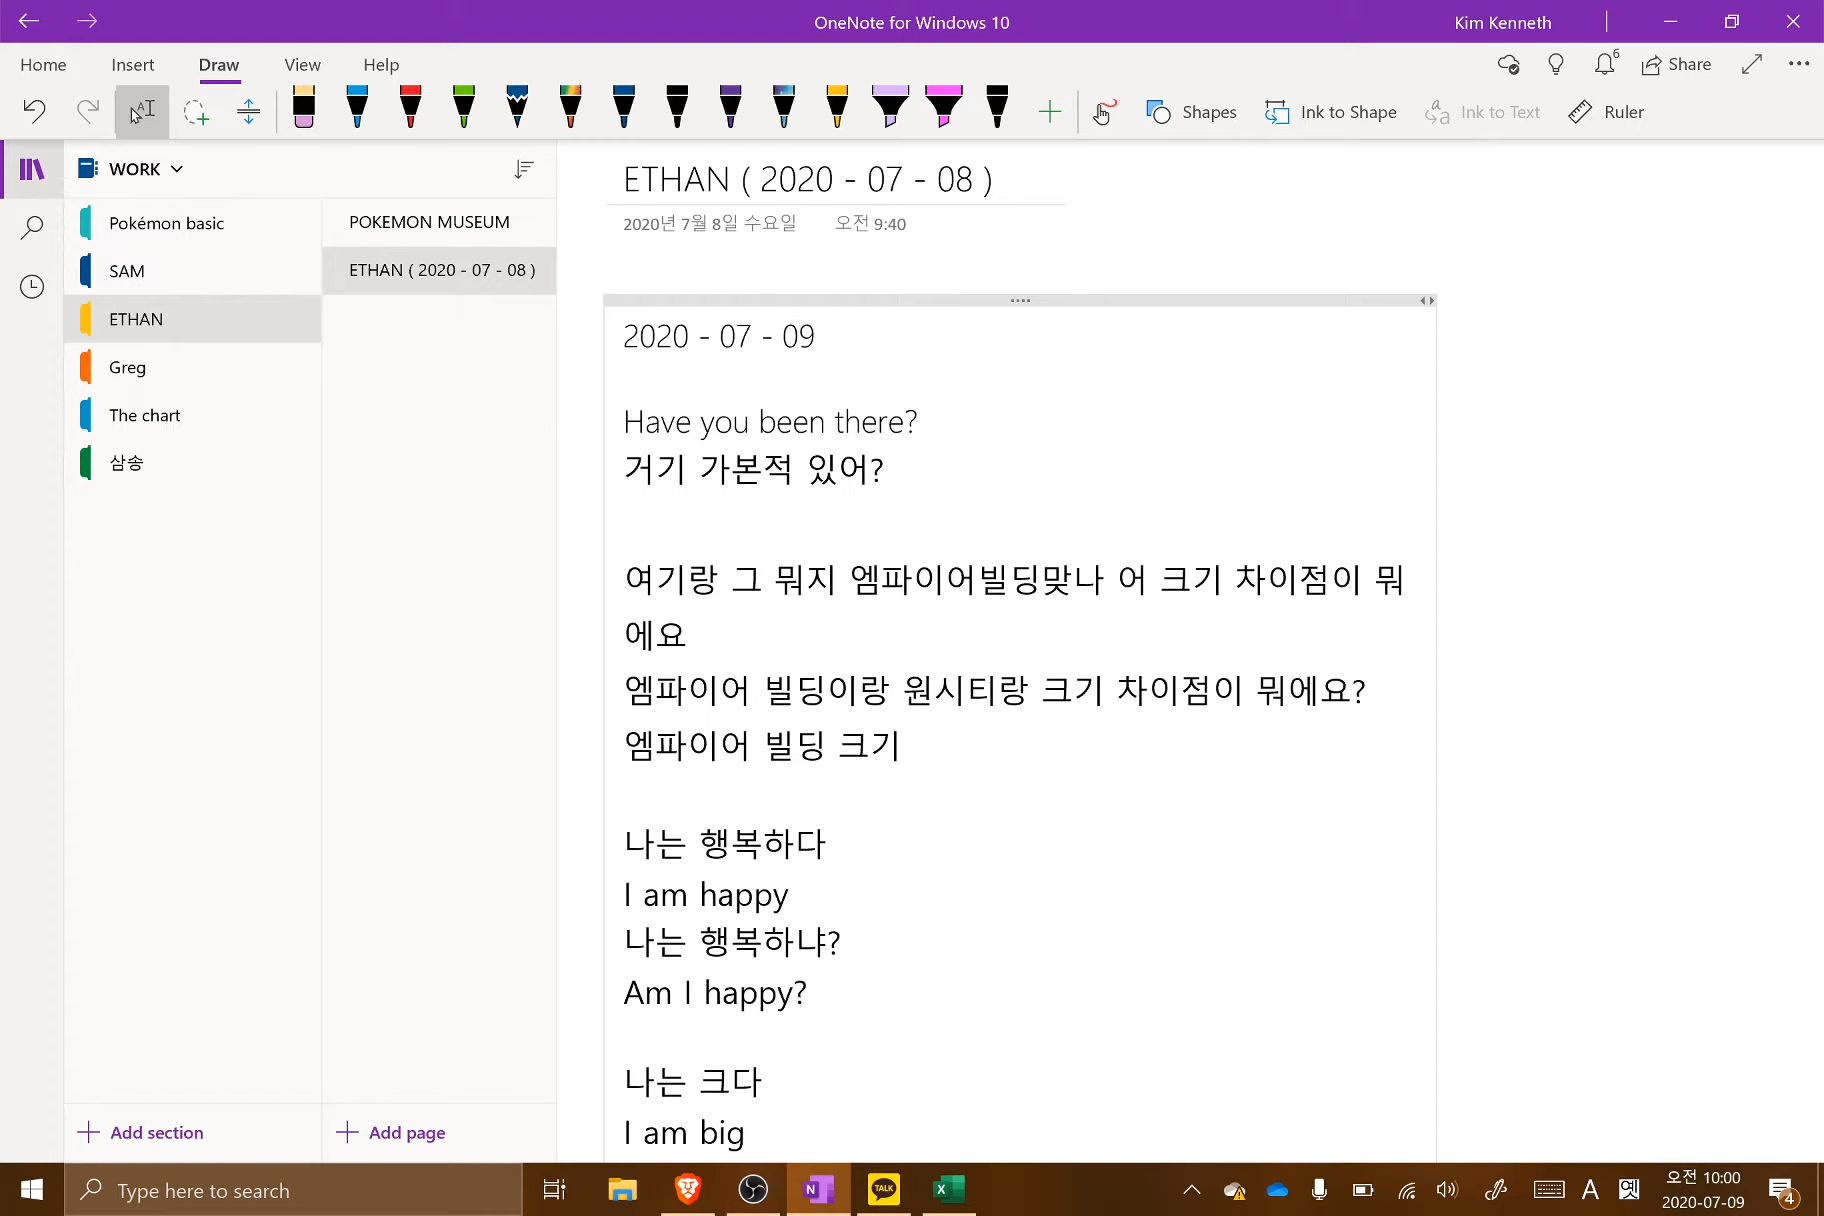 OneNote for Windows 10
Kim Kenneth
Home Insert Draw View Help
6
Share
Shapes
Ink to Shape
Ink to Text
Ruler
WORK
Pokémon basic
SAM
ETHAN
Greg
The chart
삼송
POKEMON MUSEUM
ETHAN ( 2020 - 07 - 08 )
ETHAN ( 2020 - 07 - 08 )
2020년 7월 8일 수요일 오전 9:40
2020 - 07 - 09
Have you been there?
거기 가본적 있어?
여기랑 그 뭐지 엠파이어빌딩맞나 어 크기 차이점이 뭐
에요
엠파이어 빌딩이랑 원시티랑 크기 차이점이 뭐에요?
엠파이어 빌딩 크기
나는 행복하다
I am happy
나는 행복하냐?
Am I happy?
나는 크다
I am big
Add section
Add page
Type here to search
N
TALK
X
A
오전 10:00
2020-07-09
4